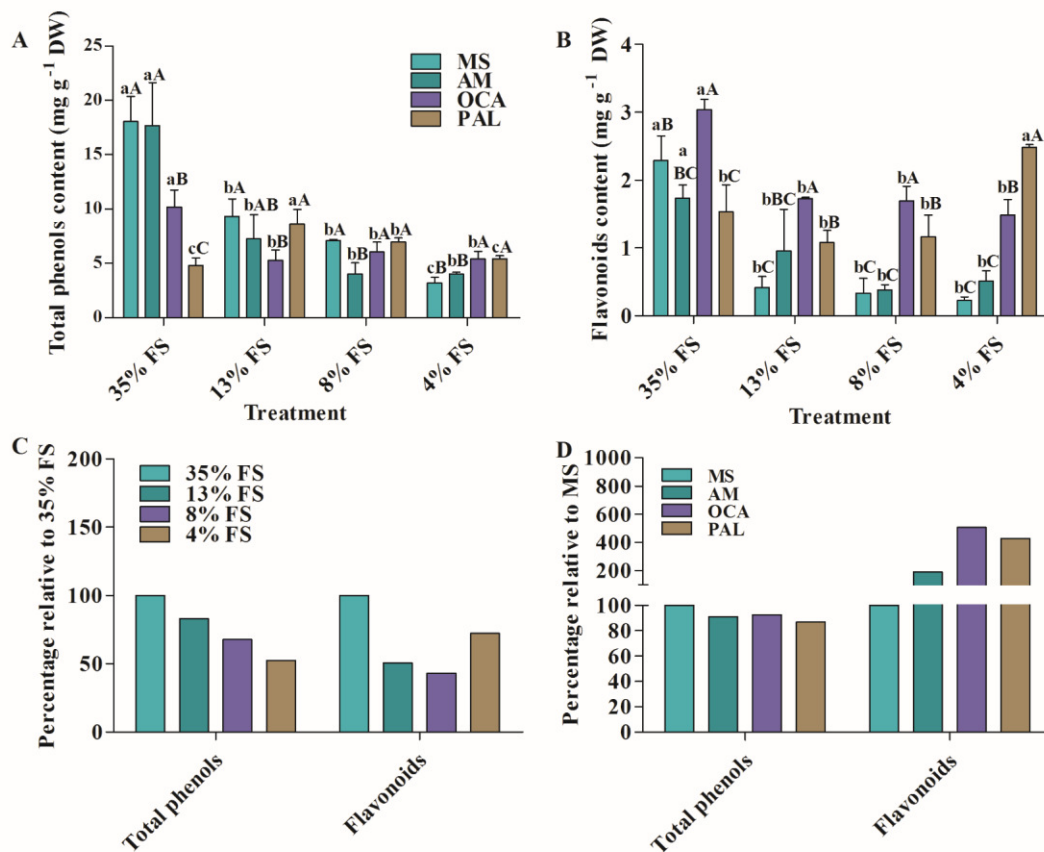 A
Total phenols content (mg g⁻¹ DW)
25
20
15
10
5
0
aA
aA
aB
cC
bA
bAB
bB
aA
bA
bB
bA
bA
cB
bB
bA
cA
MS
AM
OCA
PAL
35% FS
13% FS
8% FS
4% FS
Treatment
B
Flavonoids content (mg g⁻¹ DW)
4
3
2
1
0
aB
a
BC
aA
bC
bC
bBC
bA
bB
bC
bC
bA
bB
bC
bC
bB
aA
35% FS
13% FS
8% FS
4% FS
Treatment
C
Percentage relative to 35% FS
200
150
100
50
0
35% FS
13% FS
8% FS
4% FS
Total phenols
Flavonoids
D
Percentage relative to MS
1000
800
600
400
200
100
80
60
40
20
0
MS
AM
OCA
PAL
Total phenols
Flavonoids